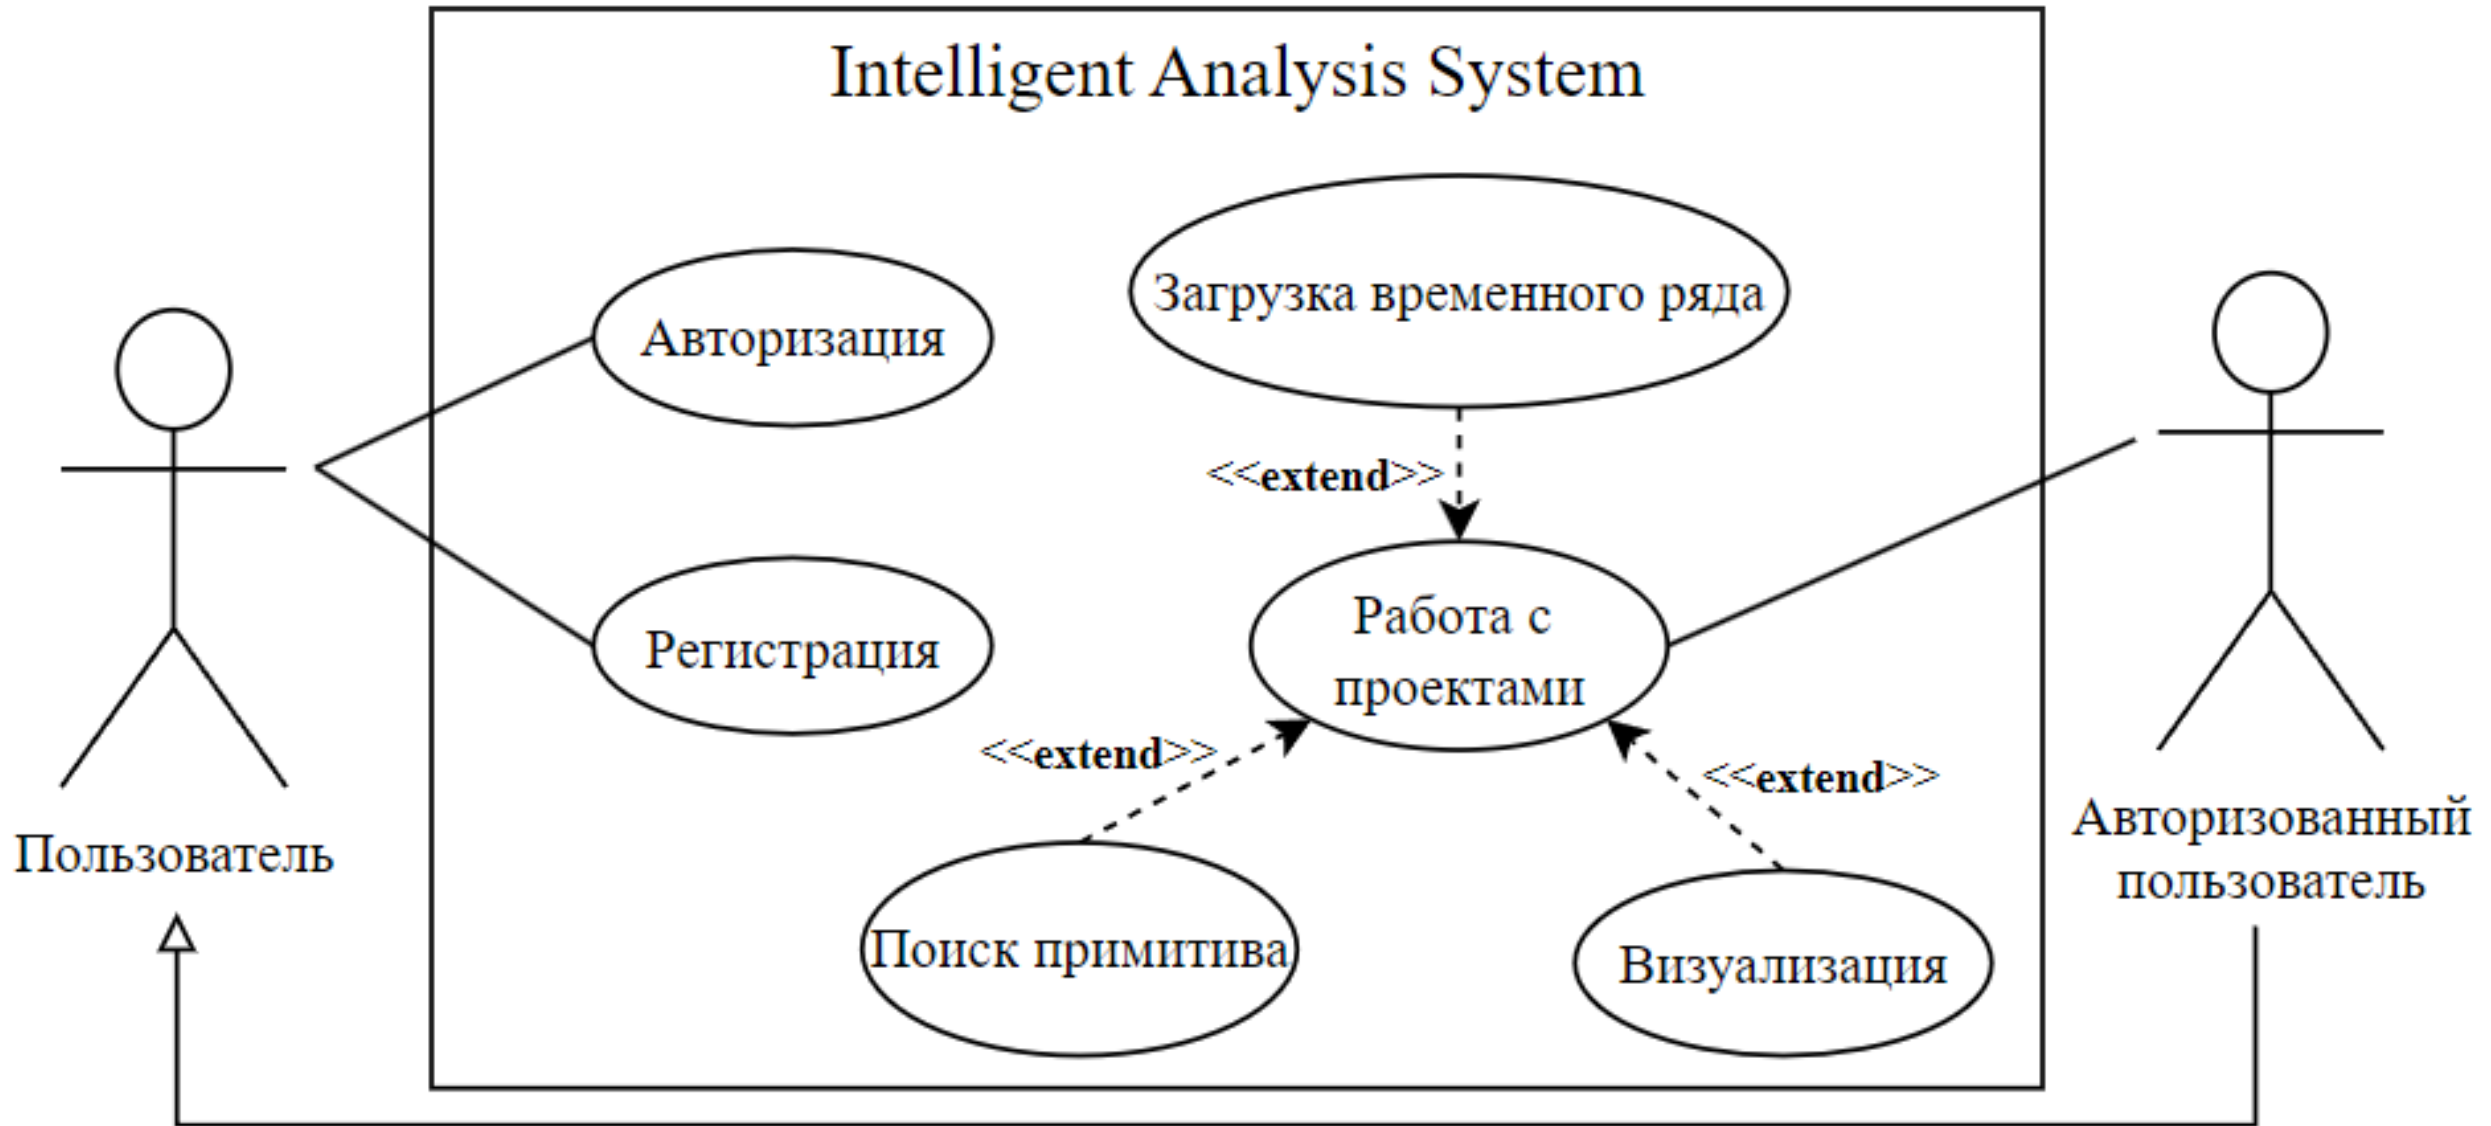 Intelligent Analysis System
Загрузка временного ряда
Авторизация
<<extend>>
Работа с
проектами
Регистрация
<<extend>>
<<extend>>
Пользователь
Авторизованный
пользователь
Поиск примитива
Визуализация